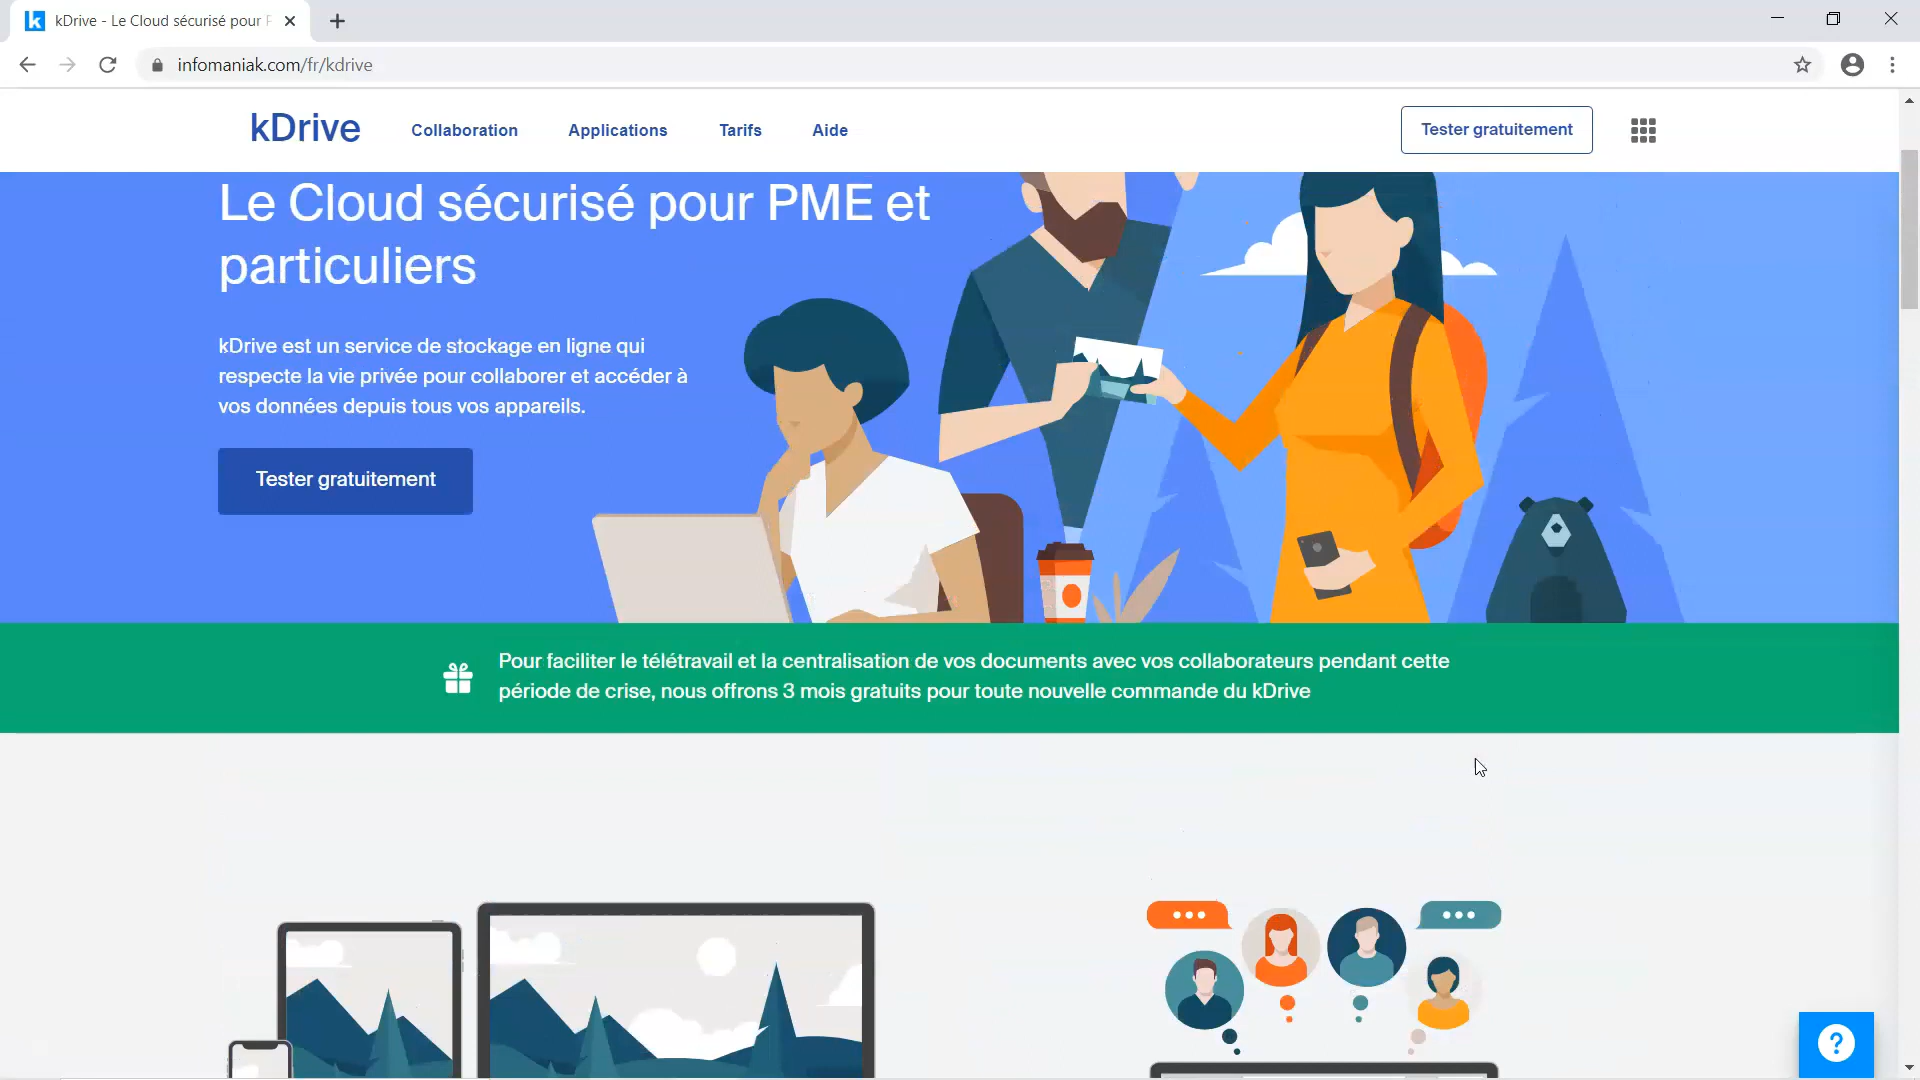 kDrive - Le Cloud sécurisé pour P
infomaniak.com/fr/kdrive
kDrive
Collaboration
Applications
Tarifs
Aide
Tester gratuitement
Le Cloud sécurisé pour PME et
particuliers
kDrive est un service de stockage en ligne qui
respecte la vie privée pour collaborer et accéder à
vos données depuis tous vos appareils.
Tester gratuitement
Pour faciliter le télétravail et la centralisation de vos documents avec vos collaborateurs pendant cette
période de crise, nous offrons 3 mois gratuits pour toute nouvelle commande du kDrive